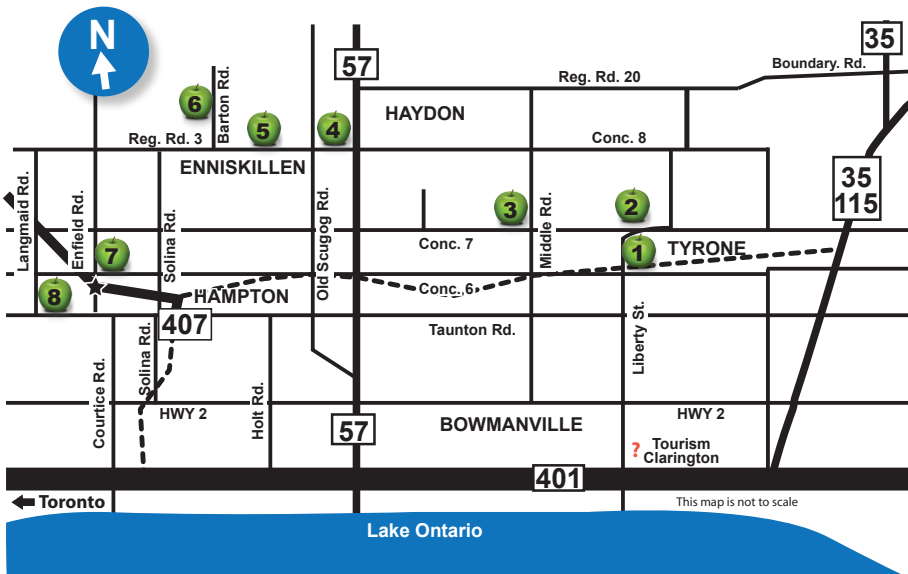 N
35
57
Boundary. Rd.
Reg. Rd. 20
Barton Rd.
6
HAYDON
5
4
Reg. Rd. 3
Conc. 8
ENNISKILLEN
35
115
Langmaid Rd.
Enfield Rd.
Solina Rd.
Old Scugog Rd.
3
Middle Rd.
2
Conc. 7
TYRONE
7
1
8
HAMPTON
Conc. 6
407
Taunton Rd.
Liberty St.
Courtice Rd.
Solina Rd.
Holt Rd.
HWY 2
57
BOWMANVILLE
HWY 2
? Tourism
Clarington
401
Toronto
This map is not to scale
Lake Ontario